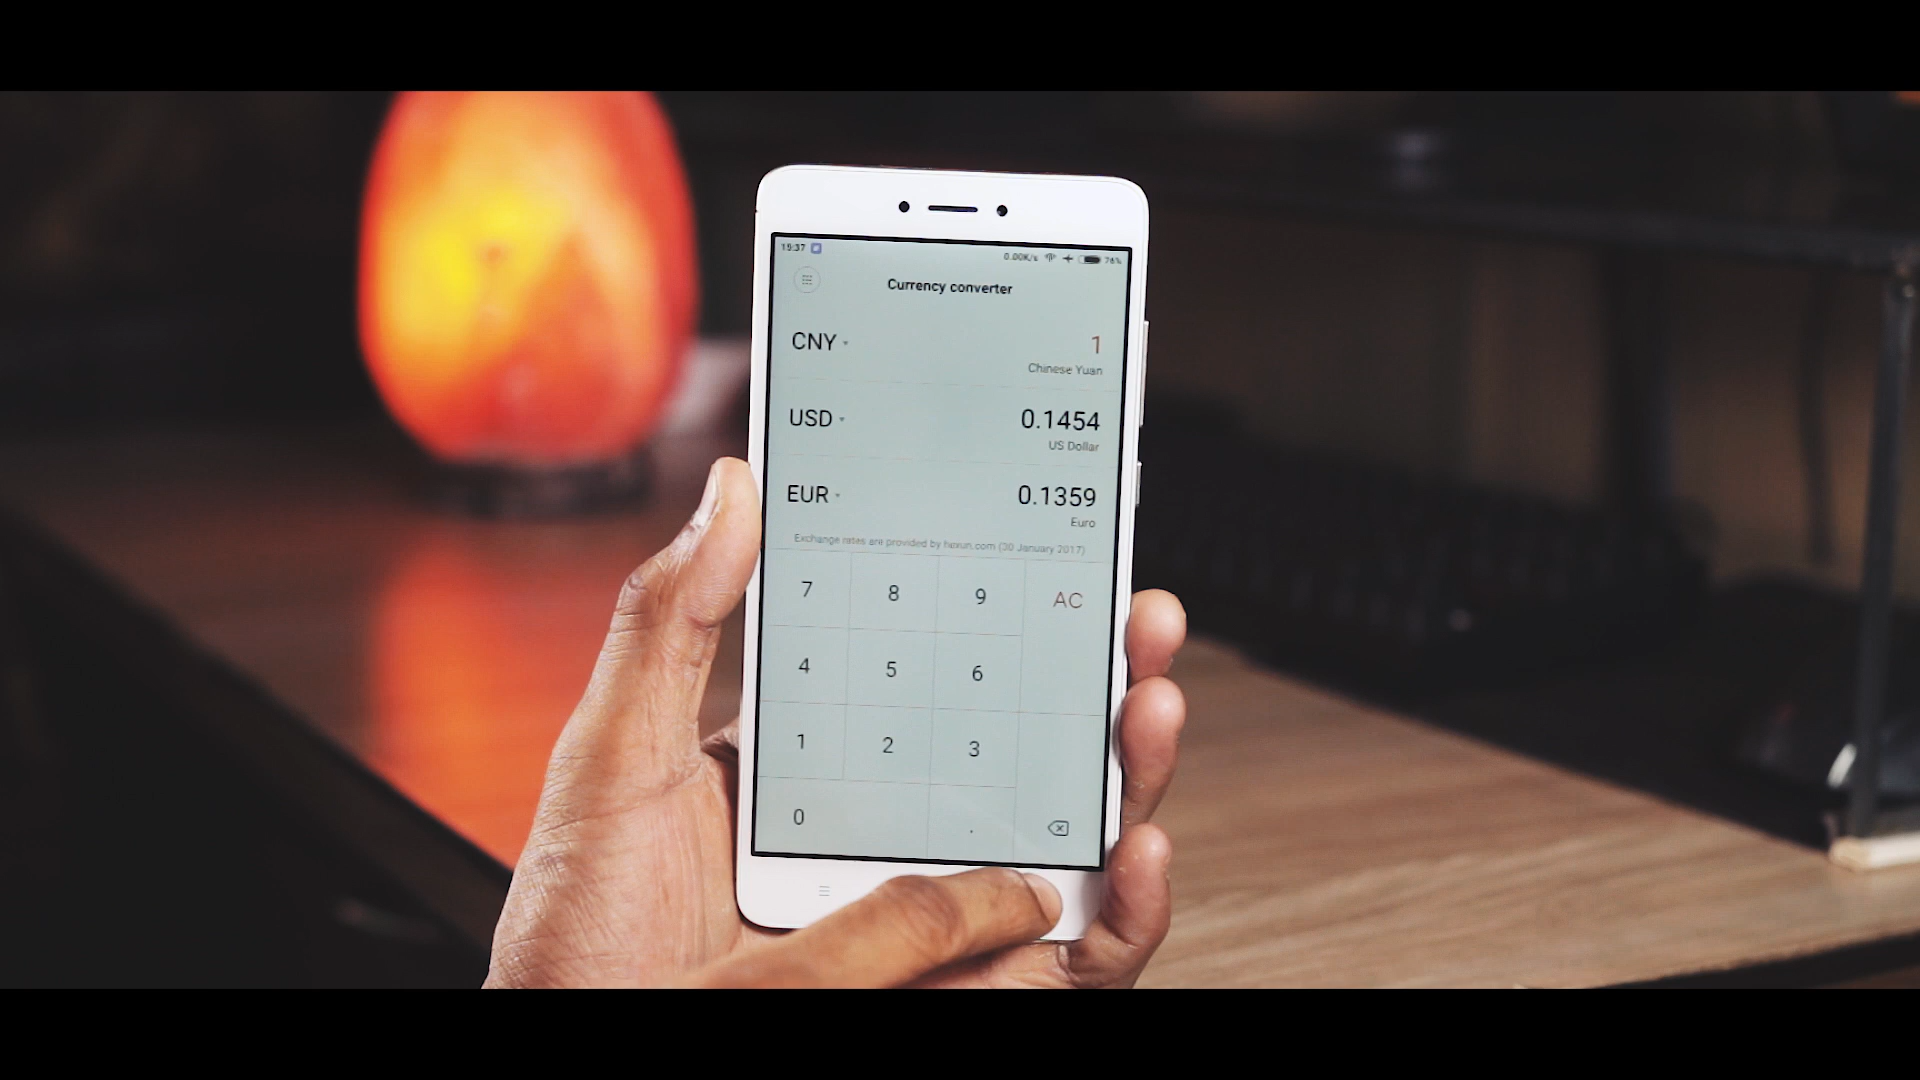 19:37 0.00K/s 76%
Currency converter
CNY 1
Chinese Yuan
USD 0.1454
US Dollar
EUR 0.1359
Euro
Exchange rates are provided by hexun.com (30 January 2017)
7 8 9 AC
4 5 6
1 2 3
0 .